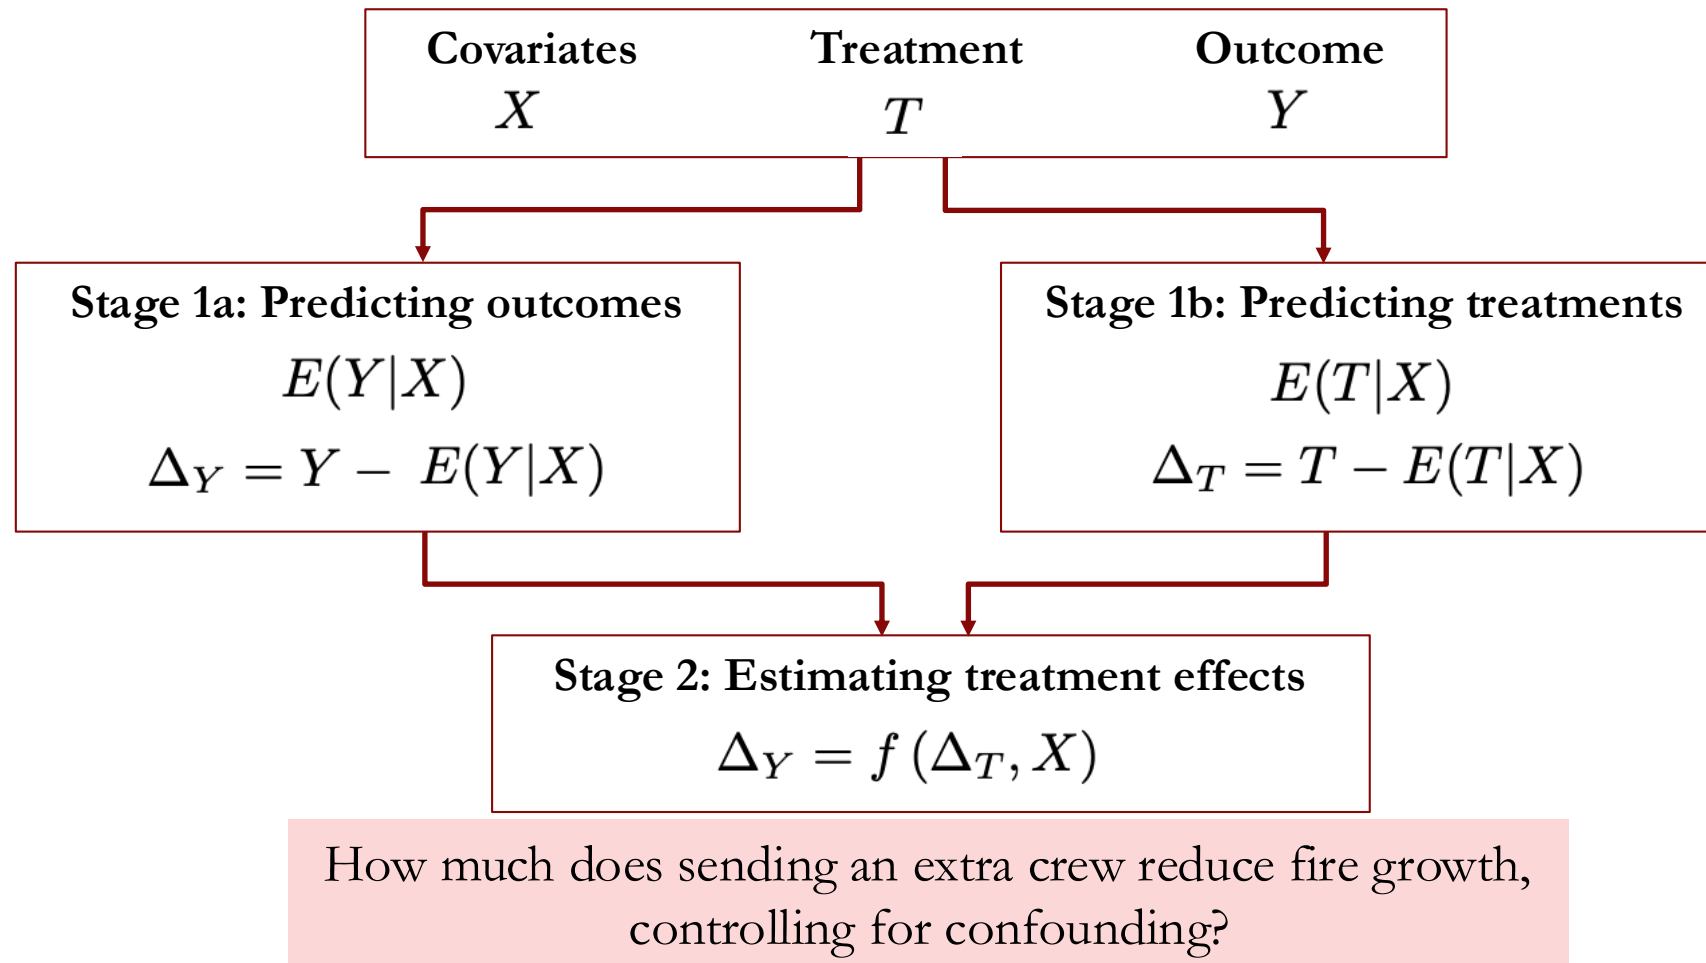 Covariates Treatment Outcome
X T Y
Stage 1a: Predicting outcomes
E(Y|X)
Δ_Y = Y − E(Y|X)
Stage 1b: Predicting treatments
E(T|X)
Δ_T = T − E(T|X)
Stage 2: Estimating treatment effects
Δ_Y = f (Δ_T, X)
How much does sending an extra crew reduce fire growth,
controlling for confounding?